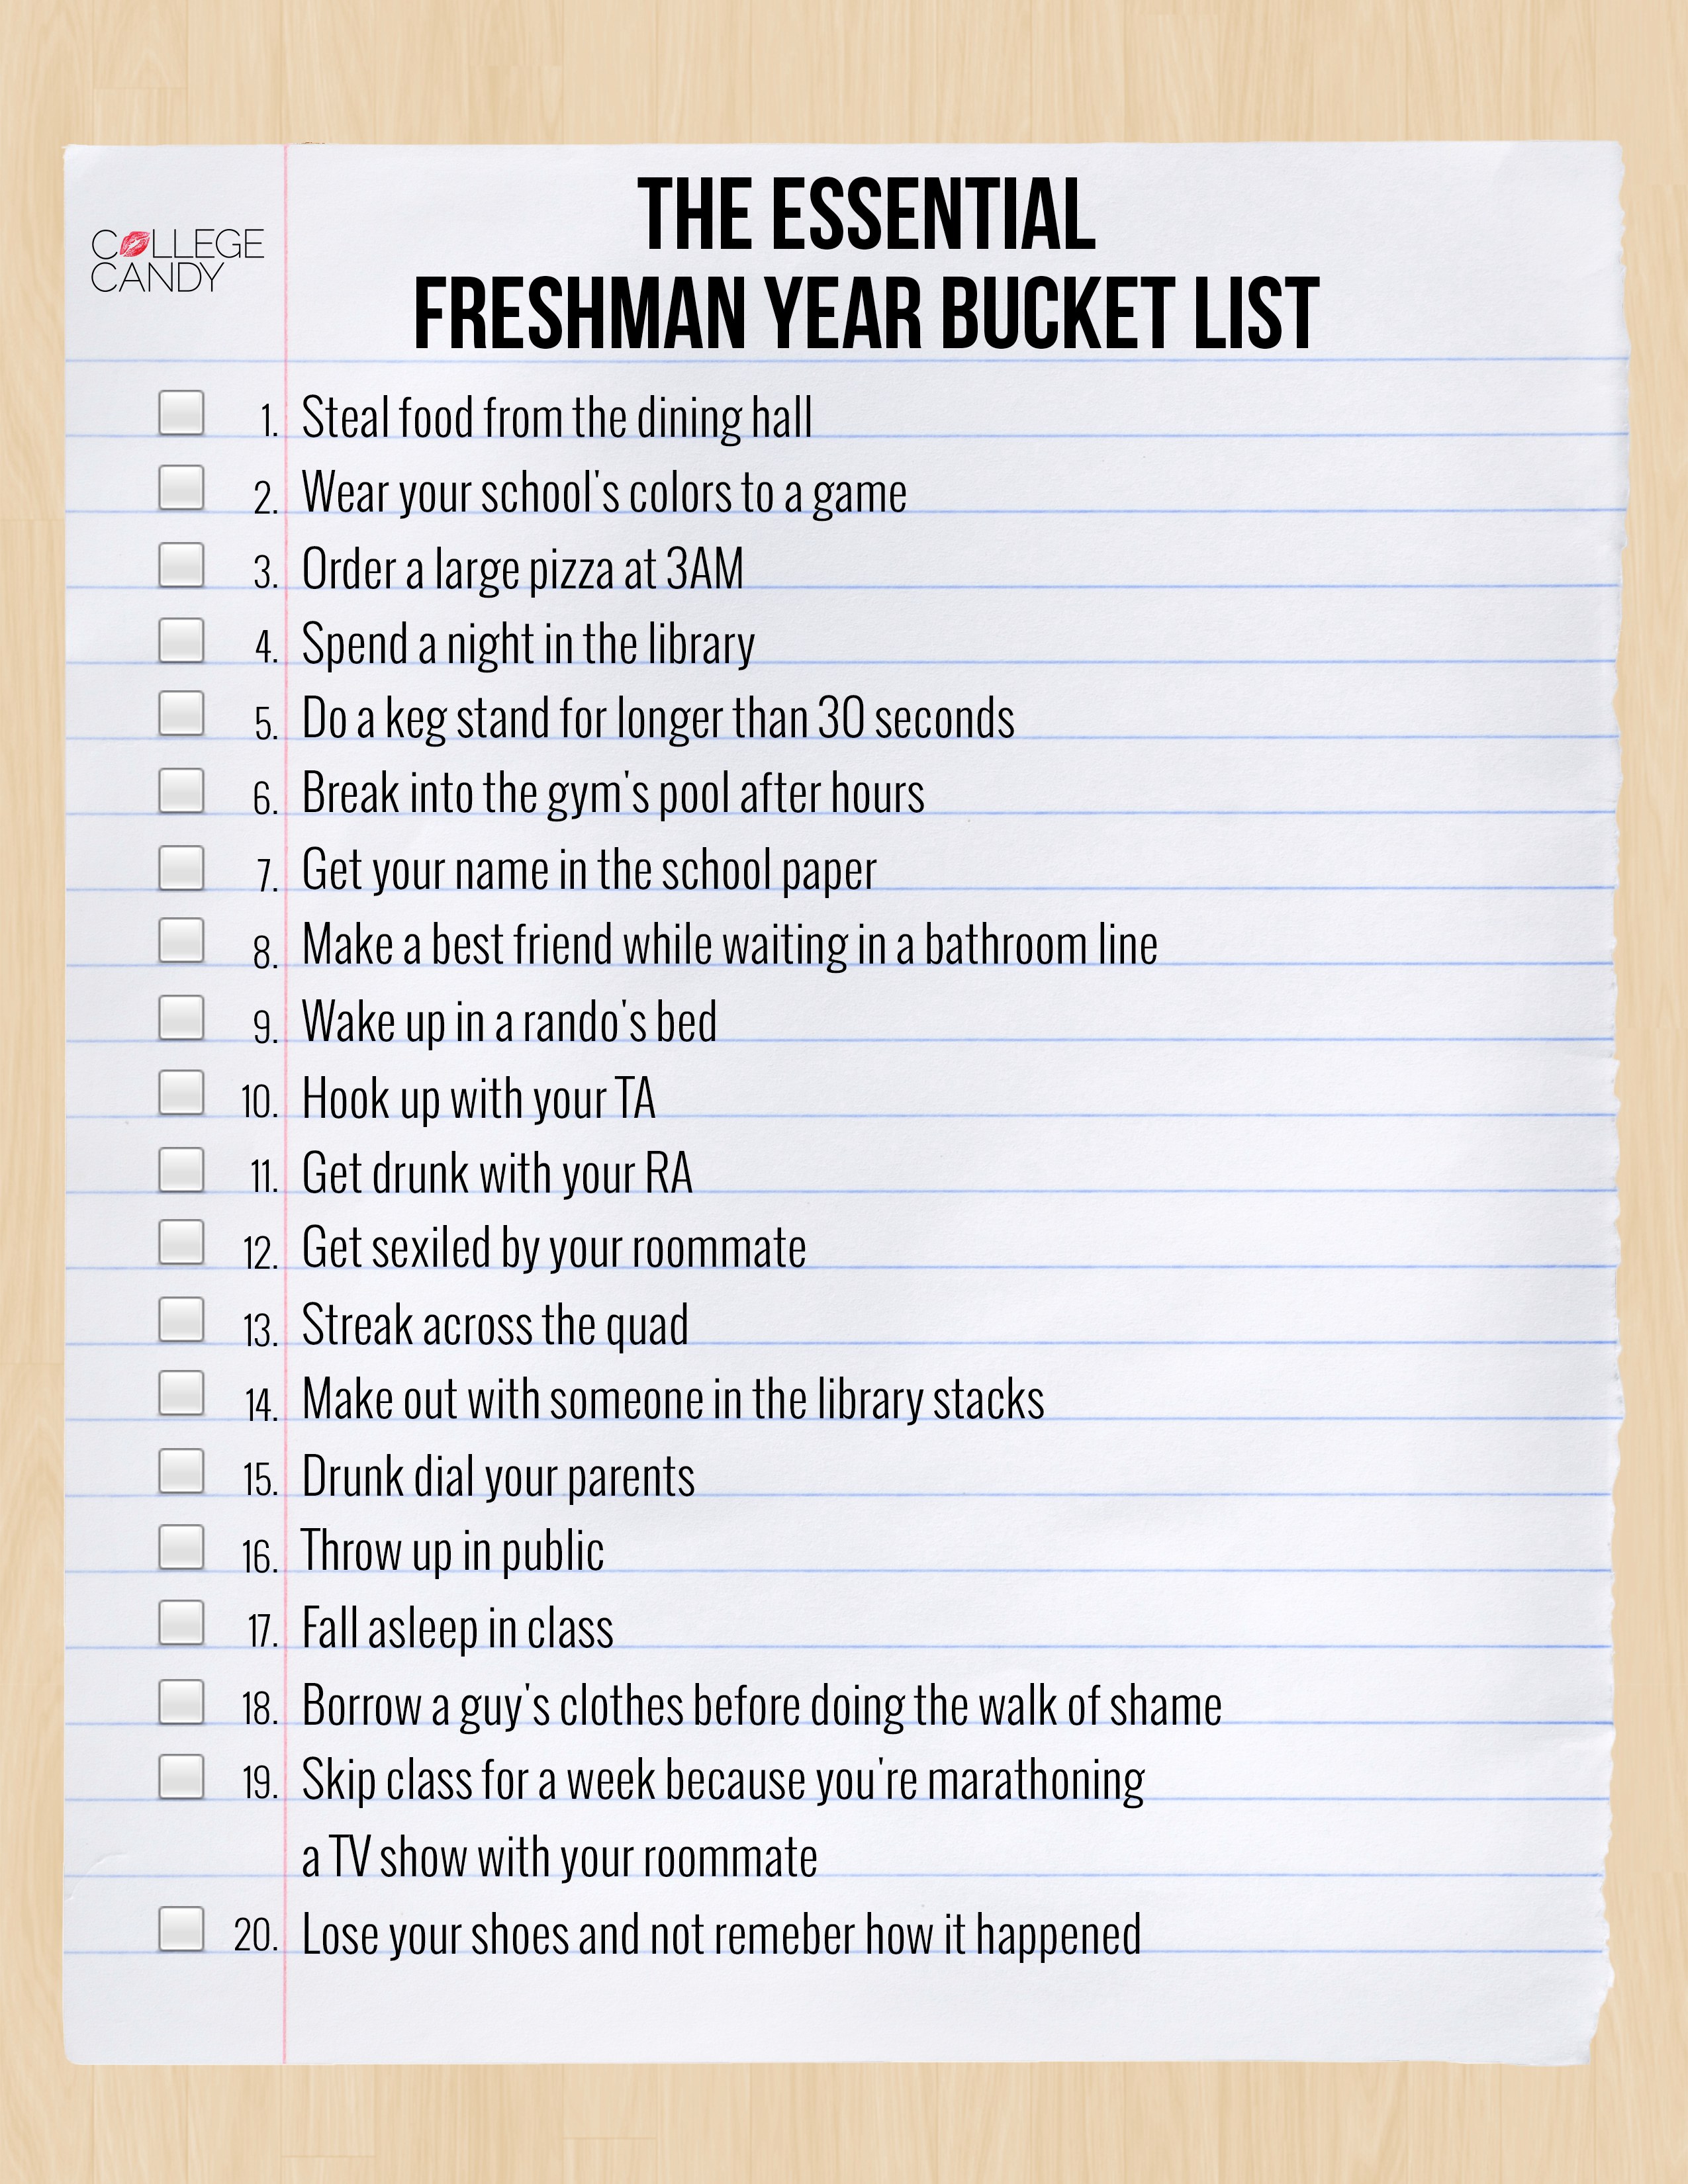 COLLEGE
CANDY
THE ESSENTIAL
FRESHMAN YEAR BUCKET LIST
1. Steal food from the dining hall
2. Wear your school's colors to a game
3. Order a large pizza at 3AM
4. Spend a night in the library
5. Do a keg stand for longer than 30 seconds
6. Break into the gym's pool after hours
7. Get your name in the school paper
8. Make a best friend while waiting in a bathroom line
9. Wake up in a rando's bed
10. Hook up with your TA
11. Get drunk with your RA
12. Get sexiled by your roommate
13. Streak across the quad
14. Make out with someone in the library stacks
15. Drunk dial your parents
16. Throw up in public
17. Fall asleep in class
18. Borrow a guy's clothes before doing the walk of shame
19. Skip class for a week because you're marathoning
a TV show with your roommate
20. Lose your shoes and not remeber how it happened